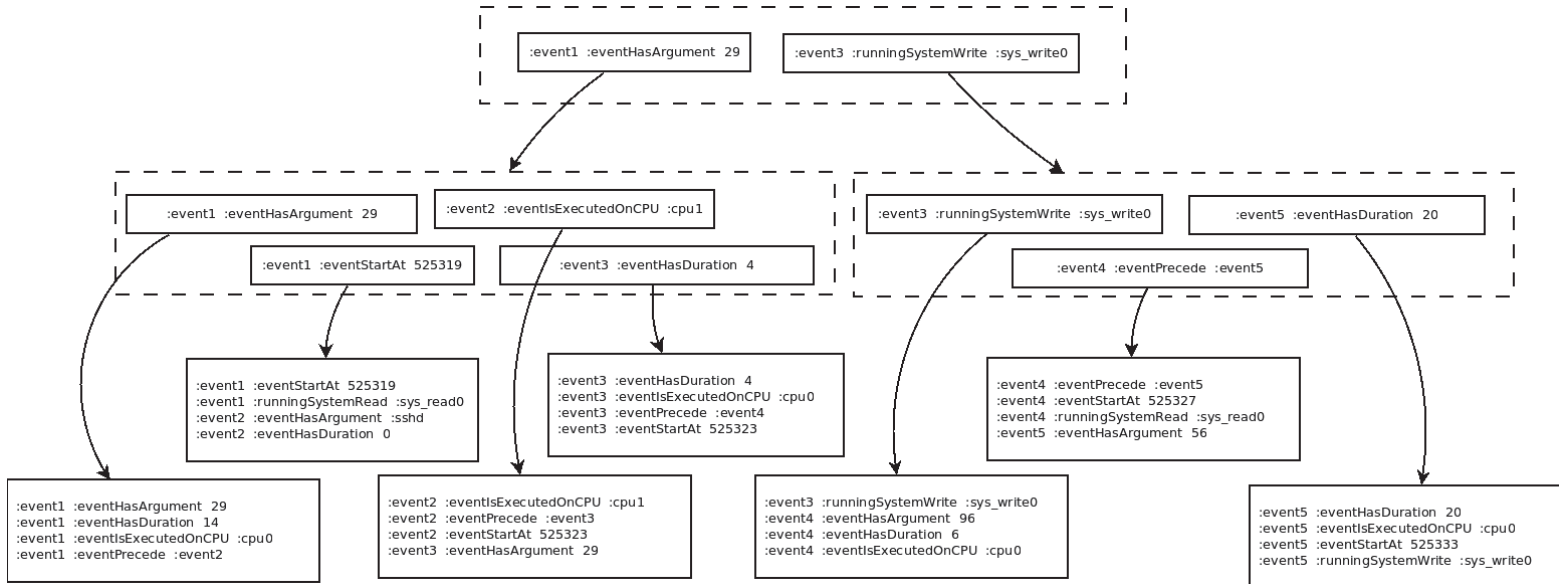 :event1 :eventHasArgument 29
:event3 :runningSystemWrite :sys_write0
:event1 :eventHasArgument 29
:event2 :eventIsExecutedOnCPU :cpu1
:event1 :eventStartAt 525319
:event3 :eventHasDuration 4
:event3 :runningSystemWrite :sys_write0
:event5 :eventHasDuration 20
:event4 :eventPrecede :event5
:event1 :eventStartAt 525319
:event1 :runningSystemRead :sys_read0
:event2 :eventHasArgument :sshd
:event2 :eventHasDuration 0
:event3 :eventHasDuration 4
:event3 :eventIsExecutedOnCPU :cpu0
:event3 :eventPrecede :event4
:event3 :eventStartAt 525323
:event4 :eventPrecede :event5
:event4 :eventStartAt 525327
:event4 :runningSystemRead :sys_read0
:event5 :eventHasArgument 56
:event1 :eventHasArgument 29
:event1 :eventHasDuration 14
:event1 :eventIsExecutedOnCPU :cpu0
:event1 :eventPrecede :event2
:event2 :eventIsExecutedOnCPU :cpu1
:event2 :eventPrecede :event3
:event2 :eventStartAt 525323
:event3 :eventHasArgument 29
:event3 :runningSystemWrite :sys_write0
:event4 :eventHasArgument 96
:event4 :eventHasDuration 6
:event4 :eventIsExecutedOnCPU :cpu0
:event5 :eventHasDuration 20
:event5 :eventIsExecutedOnCPU :cpu0
:event5 :eventStartAt 525333
:event5 :runningSystemWrite :sys_write0